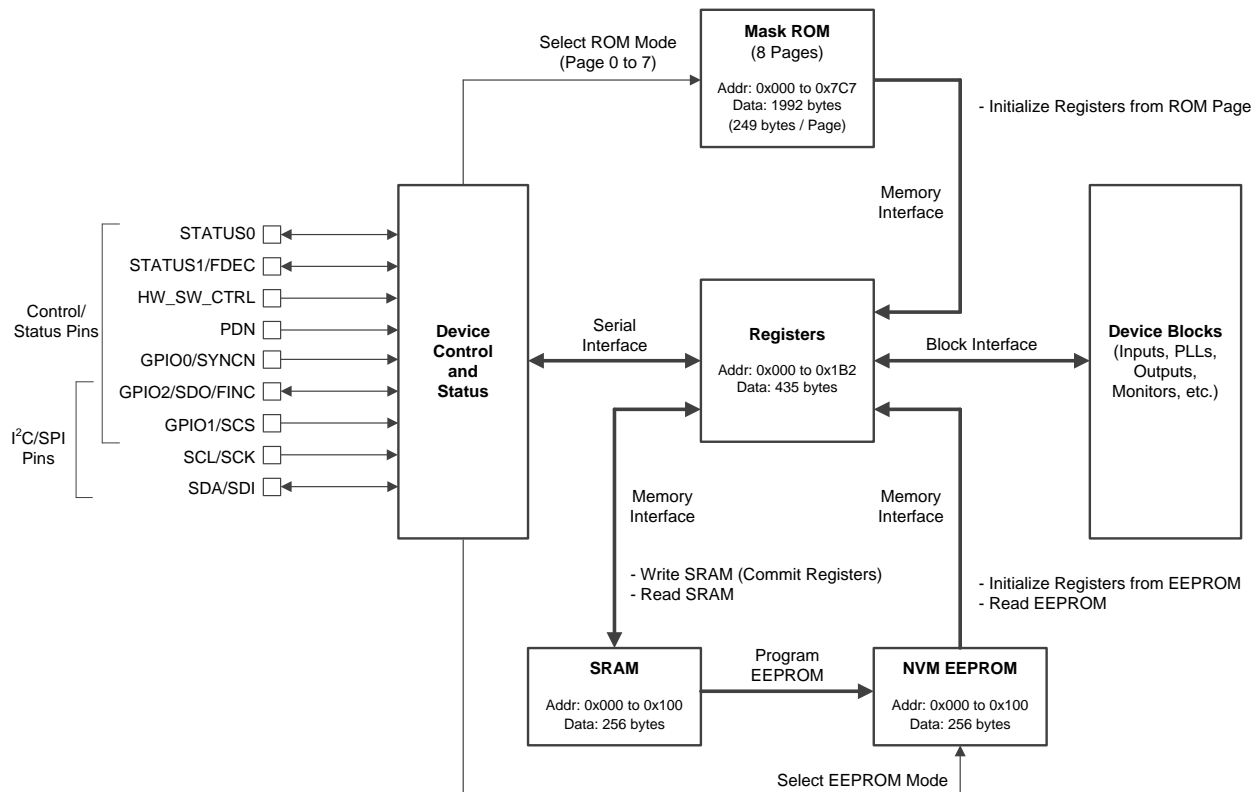 Mask ROM
(8 Pages)
Addr: 0x000 to 0x7C7
Data: 1992 bytes
(249 bytes / Page)
Select ROM Mode
(Page 0 to 7)
- Initialize Registers from ROM Page
Memory
Interface
Control/
Status Pins
I²C/SPI
Pins
STATUS0
STATUS1/FDEC
HW_SW_CTRL
PDN
GPIO0/SYNCN
GPIO2/SDO/FINC
GPIO1/SCS
SCL/SCK
SDA/SDI
Device
Control
and
Status
Serial
Interface
Registers
Addr: 0x000 to 0x1B2
Data: 435 bytes
Block Interface
Device Blocks
(Inputs, PLLs,
Outputs,
Monitors, etc.)
Memory
Interface
- Write SRAM (Commit Registers)
- Read SRAM
Memory
Interface
- Initialize Registers from EEPROM
- Read EEPROM
SRAM
Addr: 0x000 to 0x100
Data: 256 bytes
Program
EEPROM
NVM EEPROM
Addr: 0x000 to 0x100
Data: 256 bytes
Select EEPROM Mode